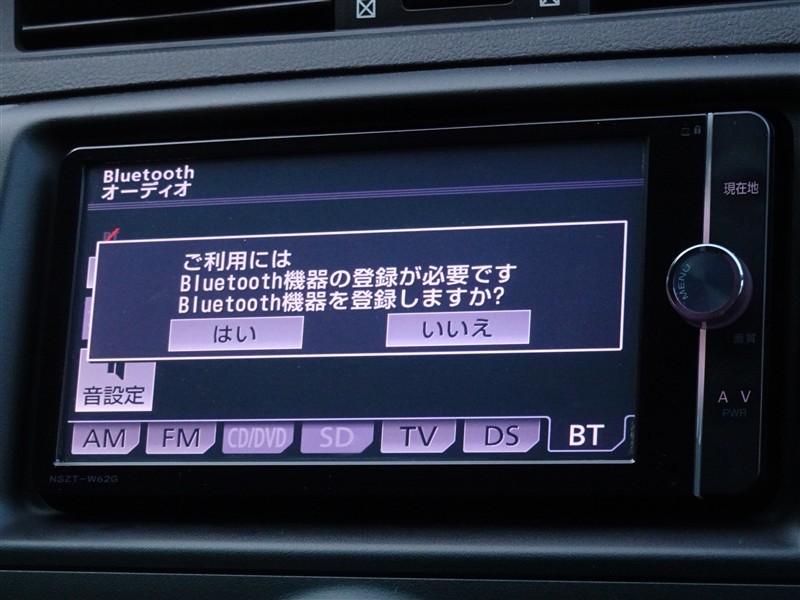 Bluetooth
オーディオ
現在地
ご利用には
Bluetooth機器の登録が必要です
Bluetooth機器を登録しますか?
はい
いいえ
MENU
画質
音設定
A V
PWR
AM
FM
CD/DVD
SD
TV
DS
BT
NSZT-W62G